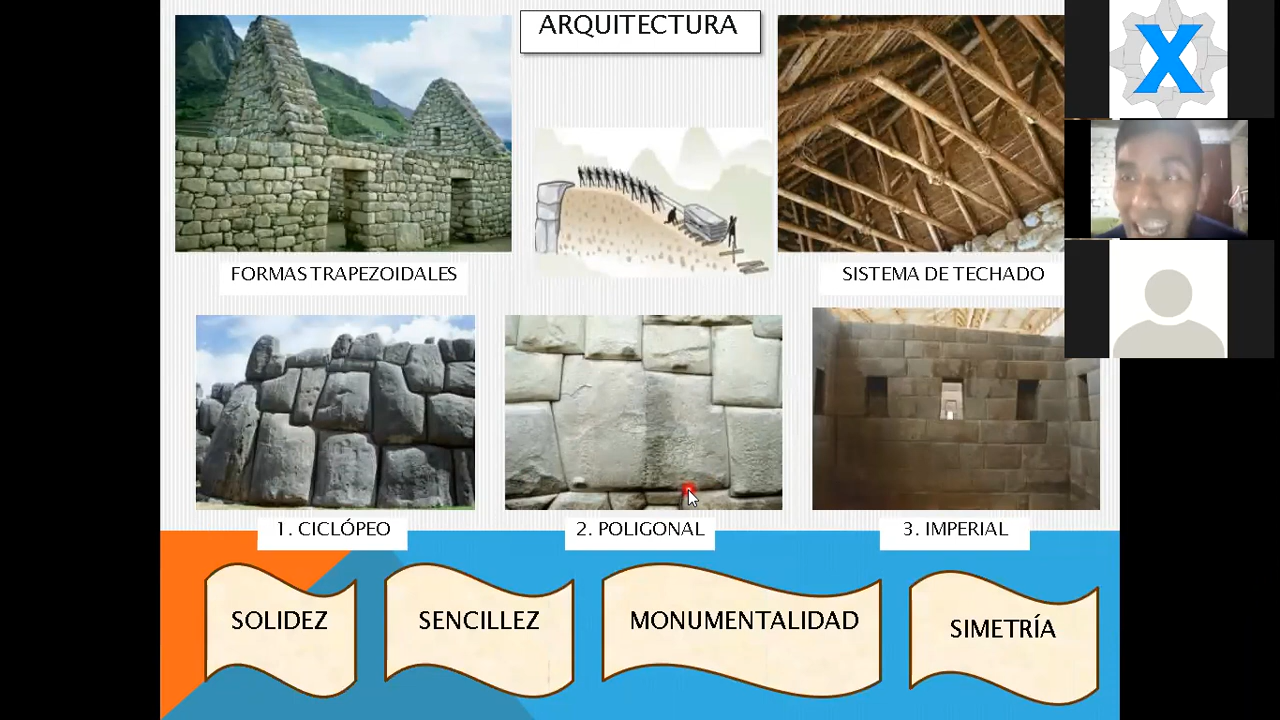 ARQUITECTURA
X
FORMAS TRAPEZOIDALES
SISTEMA DE TECHADO
1. CICLÓPEO
2. POLIGONAL
3. IMPERIAL
SOLIDEZ
SENCILLEZ
MONUMENTALIDAD
SIMETRÍA